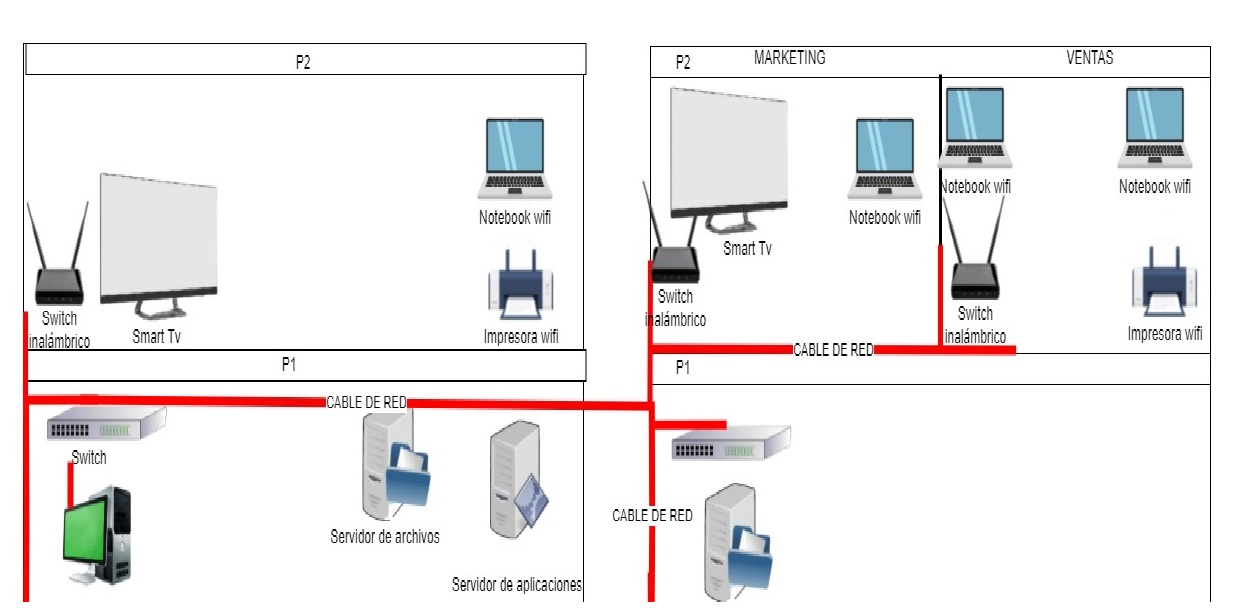 P2
Notebook wifi
Switch
inalámbrico
Smart Tv
Impresora wifi
P1
CABLE DE RED
Switch
Servidor de archivos
Servidor de aplicaciones
P2
MARKETING
VENTAS
Notebook wifi
Notebook wifi
Notebook wifi
Smart Tv
Switch
inalámbrico
Switch
inalámbrico
Impresora wifi
CABLE DE RED
P1
CABLE DE RED